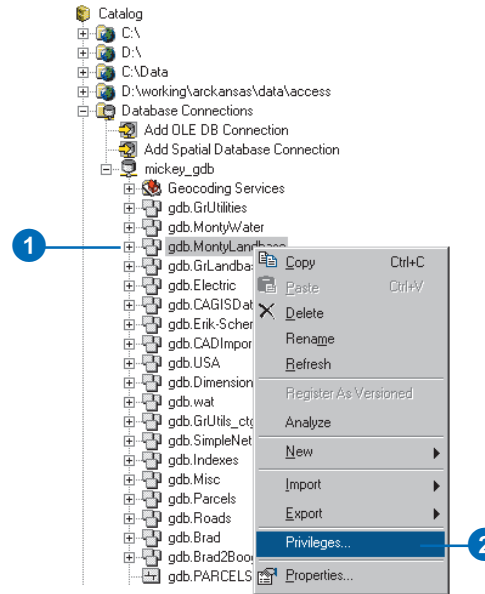 Catalog
C:\
D:\
C:\Data
D:\working\arckansas\data\access
Database Connections
Add OLE DB Connection
Add Spatial Database Connection
mickey_gdb
Geocoding Services
gdb.GrUtilities
gdb.MontyWater
1
gdb.MontyLandbase
gdb.GrLandba
gdb.Electric
gdb.CAGISDat
gdb.Erik-Scher
gdb.CADImpor
gdb.USA
gdb.Dimension
gdb.wat
gdb.GrUtils_ctg
gdb.SimpleNet
gdb.Indexes
gdb.Misc
gdb.Parcels
gdb.Roads
gdb.Brad
gdb.Brad2Boo
gdb.PARCELS
Copy Ctrl+C
Paste Ctrl+V
Delete
Rename
Refresh
Register As Versioned
Analyze
New
Import
Export
Privileges...
2
Properties...